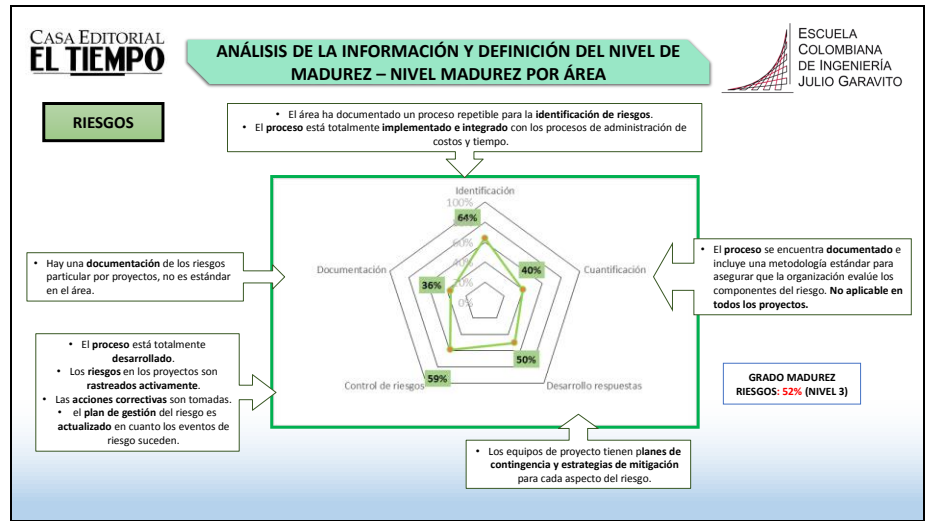 CASA EDITORIAL
EL TIEMPO
ANÁLISIS DE LA INFORMACIÓN Y DEFINICIÓN DEL NIVEL DE
MADUREZ – NIVEL MADUREZ POR ÁREA
ESCUELA
COLOMBIANA
DE INGENIERÍA
JULIO GARAVITO
RIESGOS
• El área ha documentado un proceso repetible para la identificación de riesgos.
• El proceso está totalmente implementado e integrado con los procesos de administración de
costos y tiempo.
Identificación
100%
64%
60%
40%
20%
0%
Cuantificación
40%
Desarrollo respuestas
50%
Control de riesgos
59%
Documentación
36%
• Hay una documentación de los riesgos
particular por proyectos, no es estándar
en el área.
• El proceso se encuentra documentado e
incluye una metodología estándar para
asegurar que la organización evalúe los
componentes del riesgo. No aplicable en
todos los proyectos.
• El proceso está totalmente
desarrollado.
• Los riesgos en los proyectos son
rastreados activamente.
• Las acciones correctivas son tomadas.
• el plan de gestión del riesgo es
actualizado en cuanto los eventos de
riesgo suceden.
GRADO MADUREZ
RIESGOS: 52% (NIVEL 3)
• Los equipos de proyecto tienen planes de
contingencia y estrategias de mitigación
para cada aspecto del riesgo.